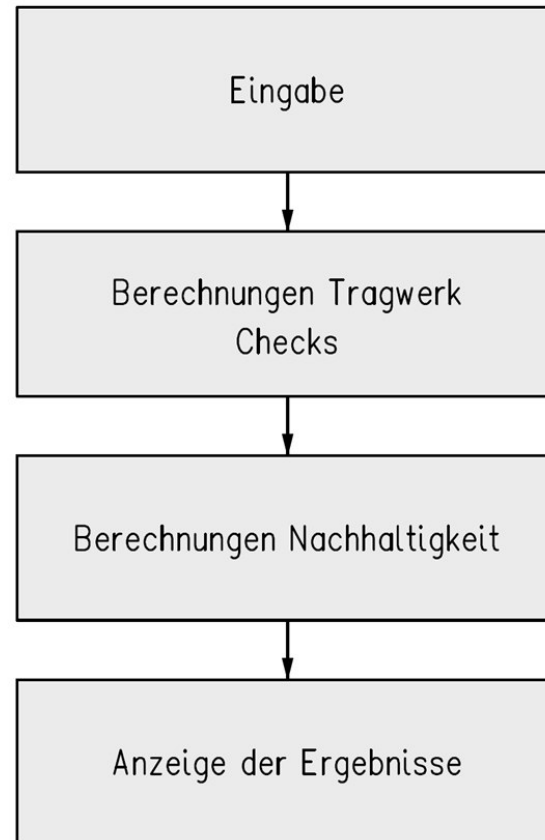 Eingabe
Berechnungen Tragwerk
Checks
Berechnungen Nachhaltigkeit
Anzeige der Ergebnisse